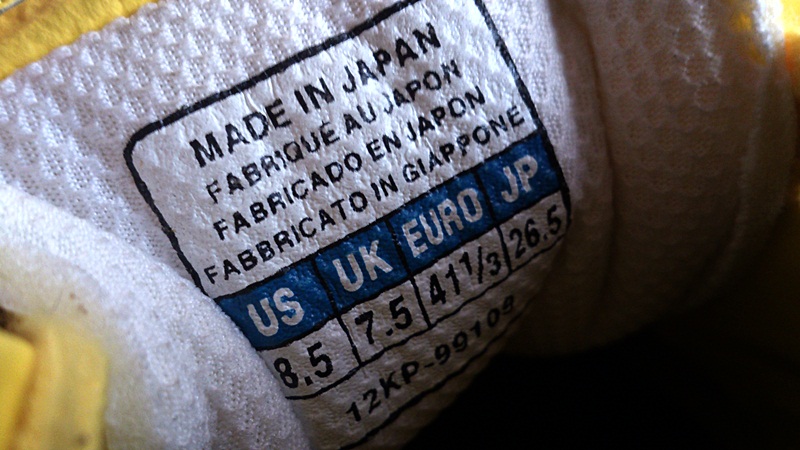 MADE IN JAPAN
FABRIQUE AU JAPON
FABRICADO EN JAPON
FABBRICATO IN GIAPPONE
US UK EURO JP
8.5 7.5 41 1/3 26.5
12KP-99109